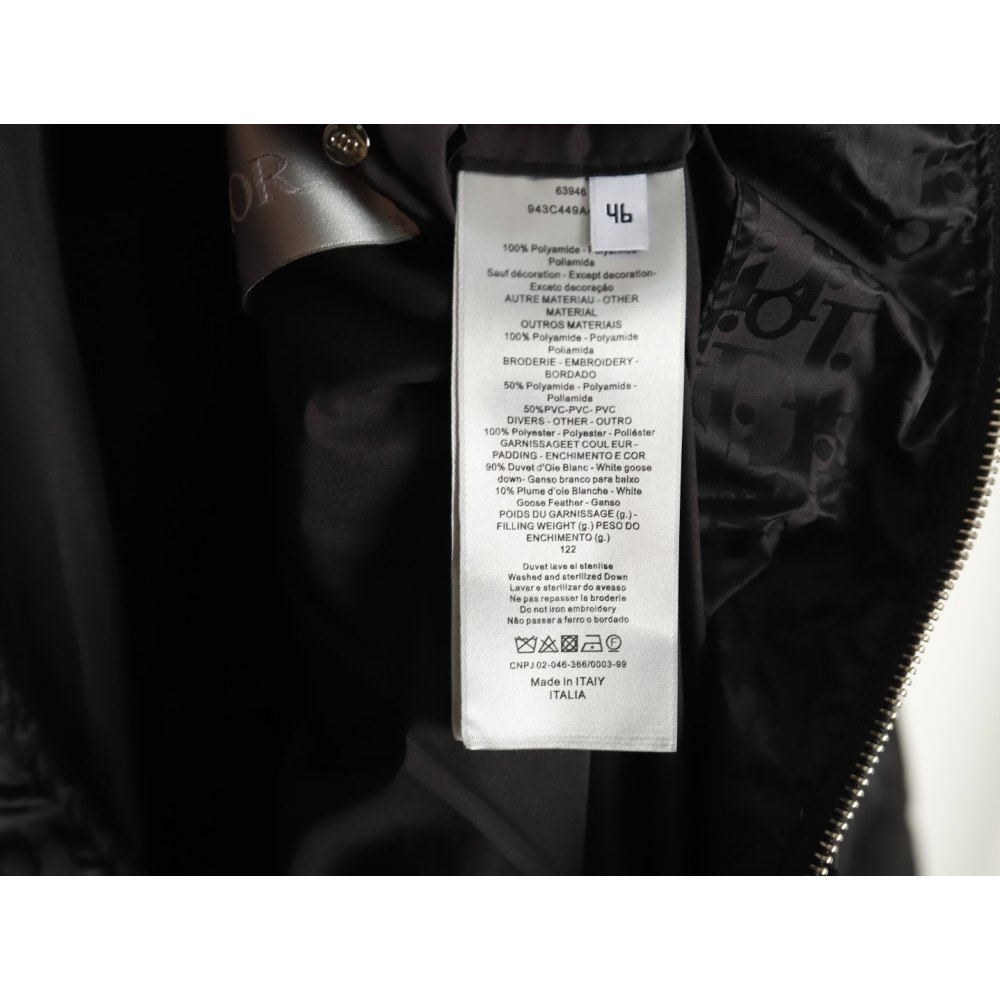 OR
63946
46
943C449A
100% Polyamide -
Poliamida
Sauf décoration - Except decoration-
Exceto decoração
AUTRE MATERIAU - OTHER
MATERIAL
OUTROS MATERIAIS
100% Polyamide - Polyamide
Poliamida
BRODERIE - EMBROIDERY -
BORDADO
50% Polyamide - Polyamide -
Poliamida
50%PVC-PVC- PVC
DIVERS - OTHER - OUTRO
100% Polyester - Polyester - Poliéster
GARNISSAGEET COULEUR -
PADDING - ENCHIMENTO E COR
90% Duvet d'Oie Blanc - White goose
down- Ganso branco para baixo
10% Plume d'oie Blanche - White
Goose Feather - Ganso
POIDS DU GARNISSAGE (g.) -
FILLING WEIGHT (g.) PESO DO
ENCHIMENTO (g.)
122
Duvet lave el stenlise
Washed and sterilized Down
Lavar e sterilizar do avesso
Ne pas repasser la broderie
Do not iron embroidery
Não passar a ferro o bordado
CNPJ 02-046-366/0003-99
Made in ITAIY
ITALIA